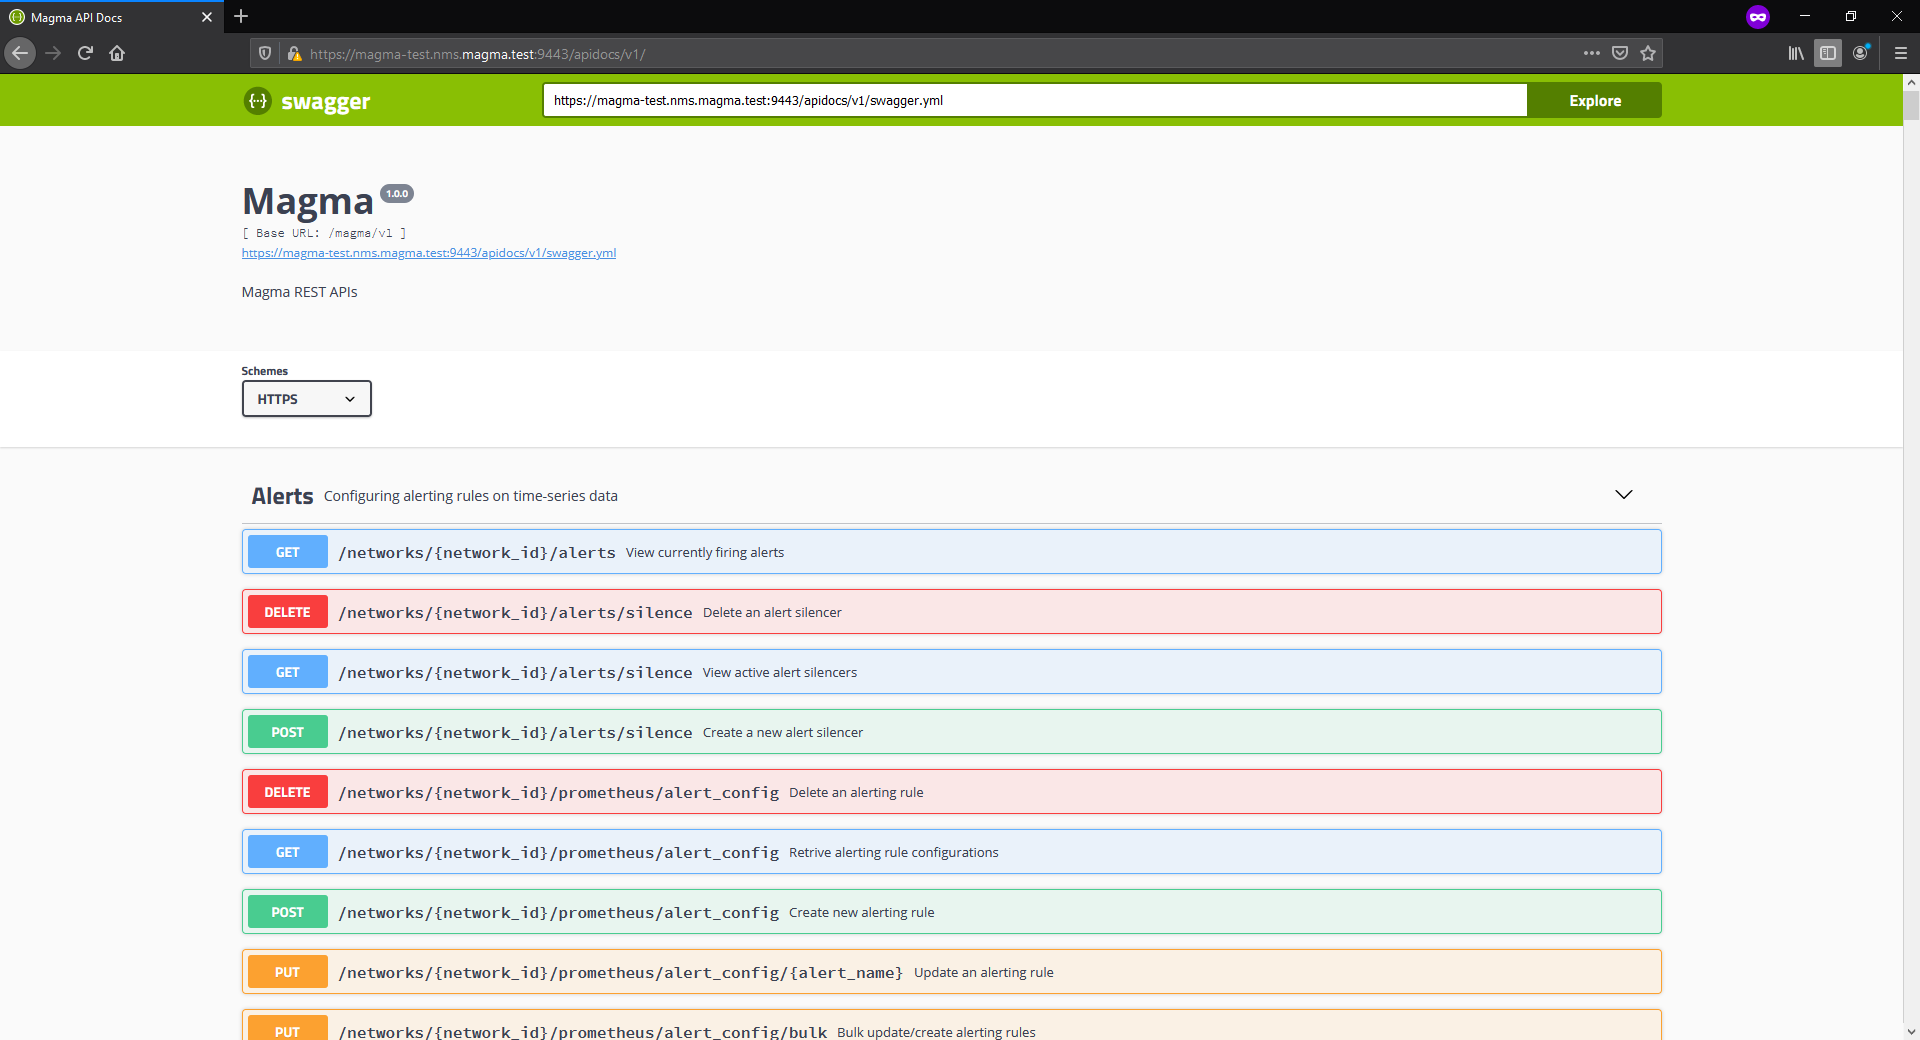 Magma API Docs
https://magma-test.nms.magma.test:9443/apidocs/v1/
swagger
https://magma-test.nms.magma.test:9443/apidocs/v1/swagger.yml
Explore
Magma 1.0.0
[ Base URL: /magma/v1 ]
https://magma-test.nms.magma.test:9443/apidocs/v1/swagger.yml
Magma REST APIs
Schemes
HTTPS
Alerts Configuring alerting rules on time-series data
GET /networks/{network_id}/alerts View currently firing alerts
DELETE /networks/{network_id}/alerts/silence Delete an alert silencer
GET /networks/{network_id}/alerts/silence View active alert silencers
POST /networks/{network_id}/alerts/silence Create a new alert silencer
DELETE /networks/{network_id}/prometheus/alert_config Delete an alerting rule
GET /networks/{network_id}/prometheus/alert_config Retrive alerting rule configurations
POST /networks/{network_id}/prometheus/alert_config Create new alerting rule
PUT /networks/{network_id}/prometheus/alert_config/{alert_name} Update an alerting rule
PUT /networks/{network_id}/prometheus/alert_config/bulk Bulk update/create alerting rules